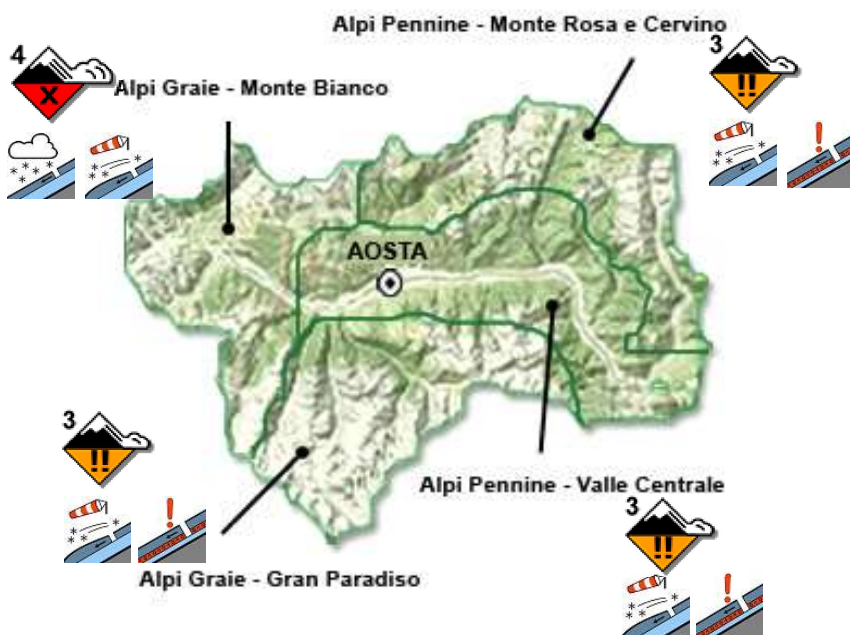 Alpi Pennine - Monte Rosa e Cervino
4
3
Alpi Graie - Monte Bianco
X
!!
!
AOSTA
3
!!
!
Alpi Pennine - Valle Centrale
3
!!
!
Alpi Graie - Gran Paradiso